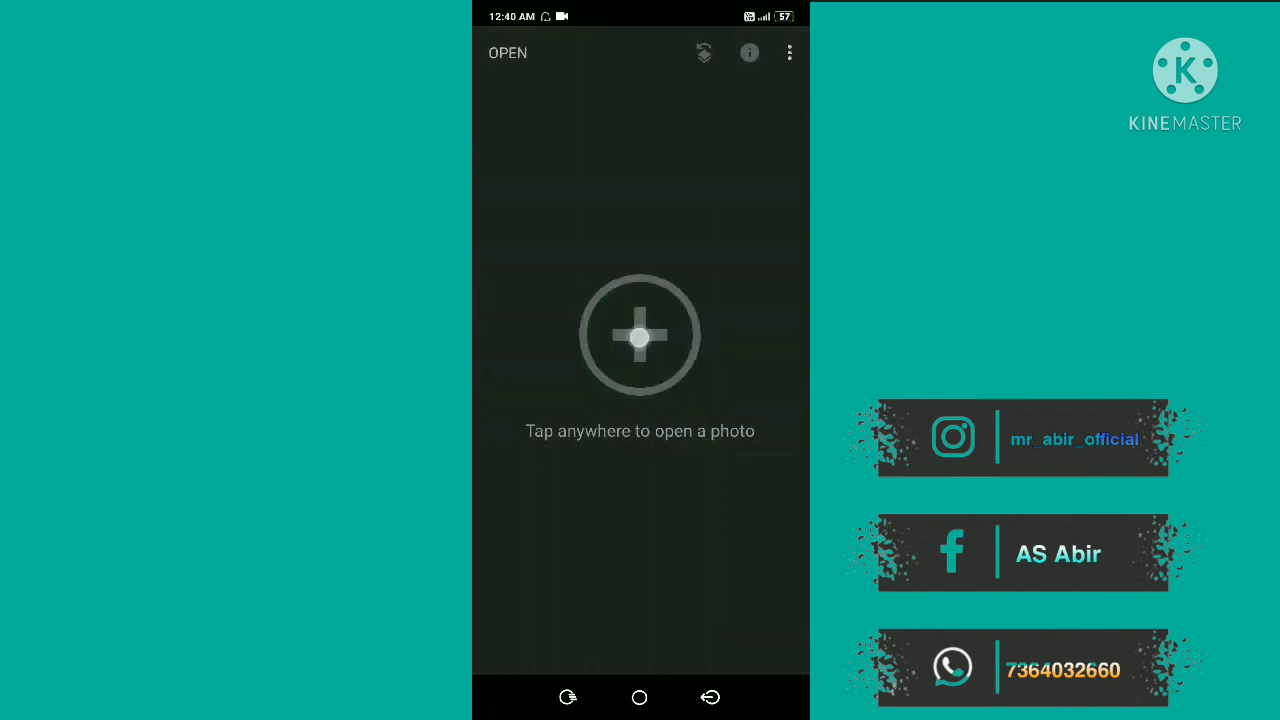 12:40 AM 57
OPEN
Tap anywhere to open a photo
KINEMASTER
mr_abir_official
AS Abir
7364032660